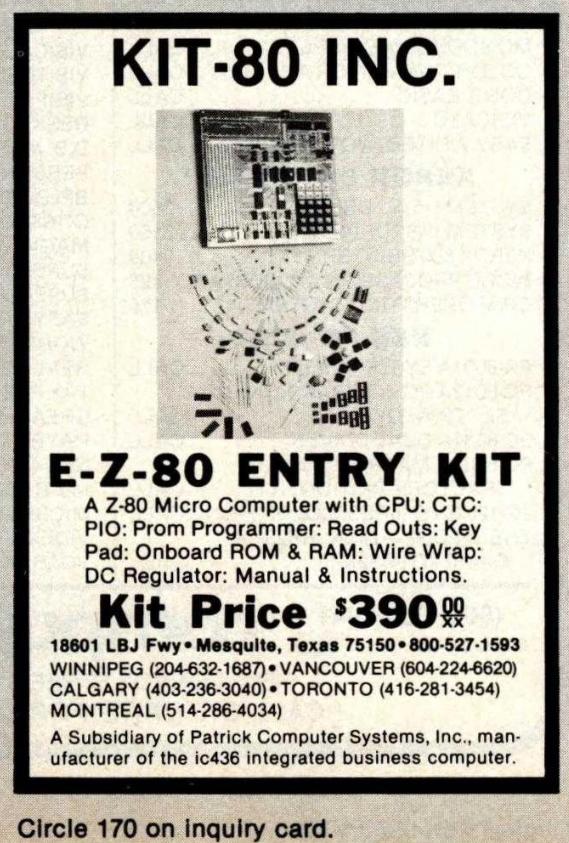 KIT-80 INC.
E-Z-80 ENTRY KIT
A Z-80 Micro Computer with CPU: CTC:
PIO: Prom Programmer: Read Outs: Key
Pad: Onboard ROM & RAM: Wire Wrap:
DC Regulator: Manual & Instructions.
Kit Price $390 00/xx
18601 LBJ Fwy • Mesquite, Texas 75150 • 800-527-1593
WINNIPEG (204-632-1687) • VANCOUVER (604-224-6620)
CALGARY (403-236-3040) • TORONTO (416-281-3454)
MONTREAL (514-286-4034)
A Subsidiary of Patrick Computer Systems, Inc., man-
ufacturer of the ic436 integrated business computer.
Circle 170 on inquiry card.